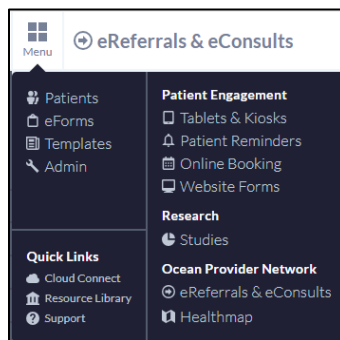 Menu
eReferrals & eConsults
Patients
eForms
Templates
Admin
Quick Links
Cloud Connect
Resource Library
Support
Patient Engagement
Tablets & Kiosks
Patient Reminders
Online Booking
Website Forms
Research
Studies
Ocean Provider Network
eReferrals & eConsults
Healthmap